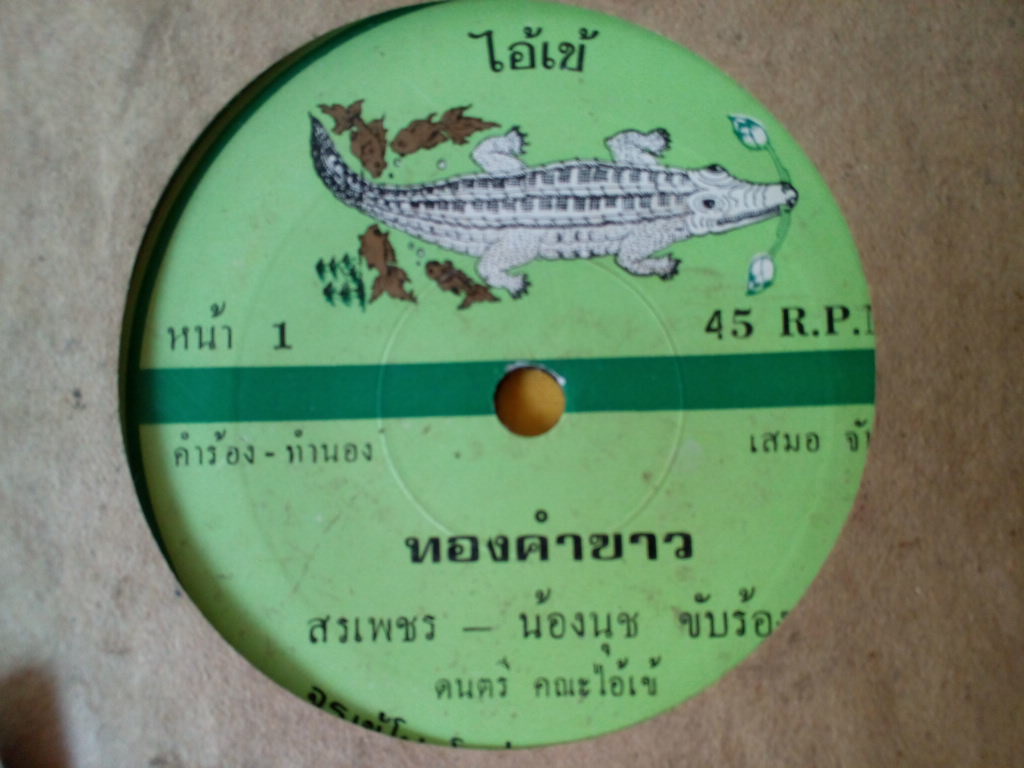 ไอ้เข้
หน้า 1 45 R.P.
คำร้อง - ทำนอง เสมอ
ทองคำขาว
สรเพชร – น้องนุช ขับร้อง
ดนตรี คณะไอ้เข้